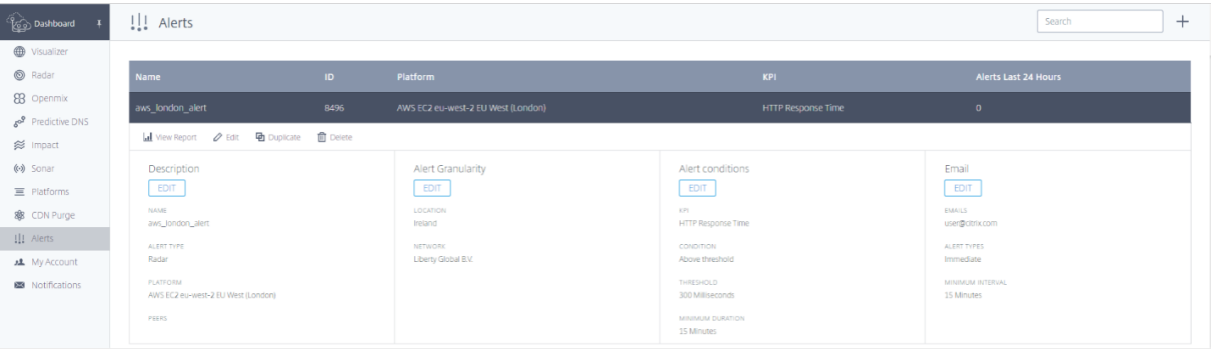 Dashboard
Alerts
Search
Visualizer
Radar
Openmix
Predictive DNS
Impact
Sonar
Platforms
CDN Purge
Alerts
My Account
Notifications
Name ID Platform KPI Alerts Last 24 Hours
aws_london_alert 8496 AWS EC2 eu-west-2 EU West (London) HTTP Response Time 0
View Report Edit Duplicate Delete
Description
EDIT
NAME
aws_london_alert
ALERT TYPE
Radar
PLATFORM
AWS EC2 eu-west-2 EU West (London)
PEERS
Alert Granularity
EDIT
LOCATION
Ireland
NETWORK
Liberty Global B.V.
Alert conditions
EDIT
KPI
HTTP Response Time
CONDITION
Above threshold
THRESHOLD
300 Milliseconds
MINIMUM DURATION
15 Minutes
Email
EDIT
EMAILS
user@citrix.com
ALERT TYPES
Immediate
MINIMUM INTERVAL
15 Minutes